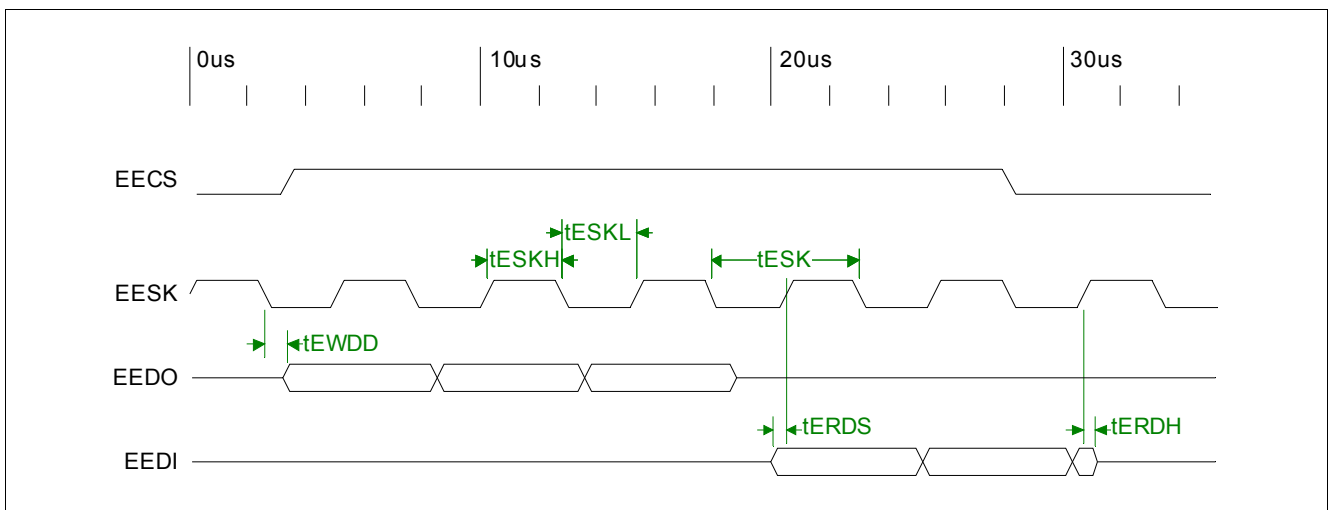 0us 10us 20us 30us
EECS
tESKL
tESKH tESK
EESK
tEWDD
EEDO
tERDS tERDH
EEDI